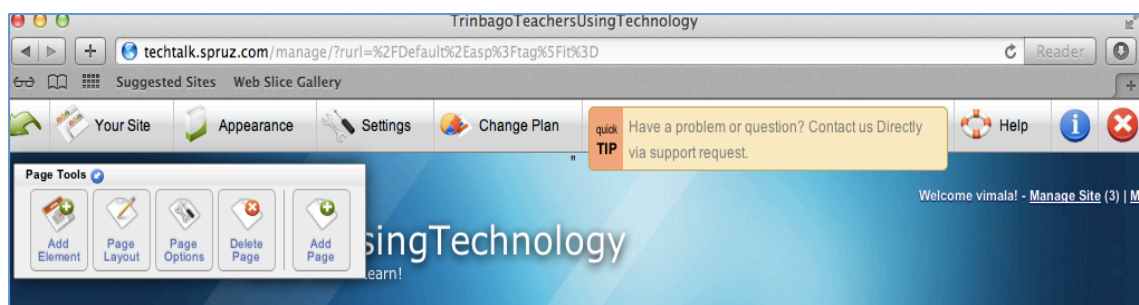 TrinbagoTeachersUsingTechnology
techtalk.spruz.com/manage/?rurl=%2FDefault%2Easp%3Ftag%5Fit%3D
Reader
Suggested Sites Web Slice Gallery
Your Site Appearance Settings Change Plan
quick TIP
Have a problem or question? Contact us Directly
via support request.
Help
"
Page Tools
Welcome vimala! - Manage Site (3) | M
Add Element
Page Layout
Page Options
Delete Page
Add Page
singTechnology
earn!